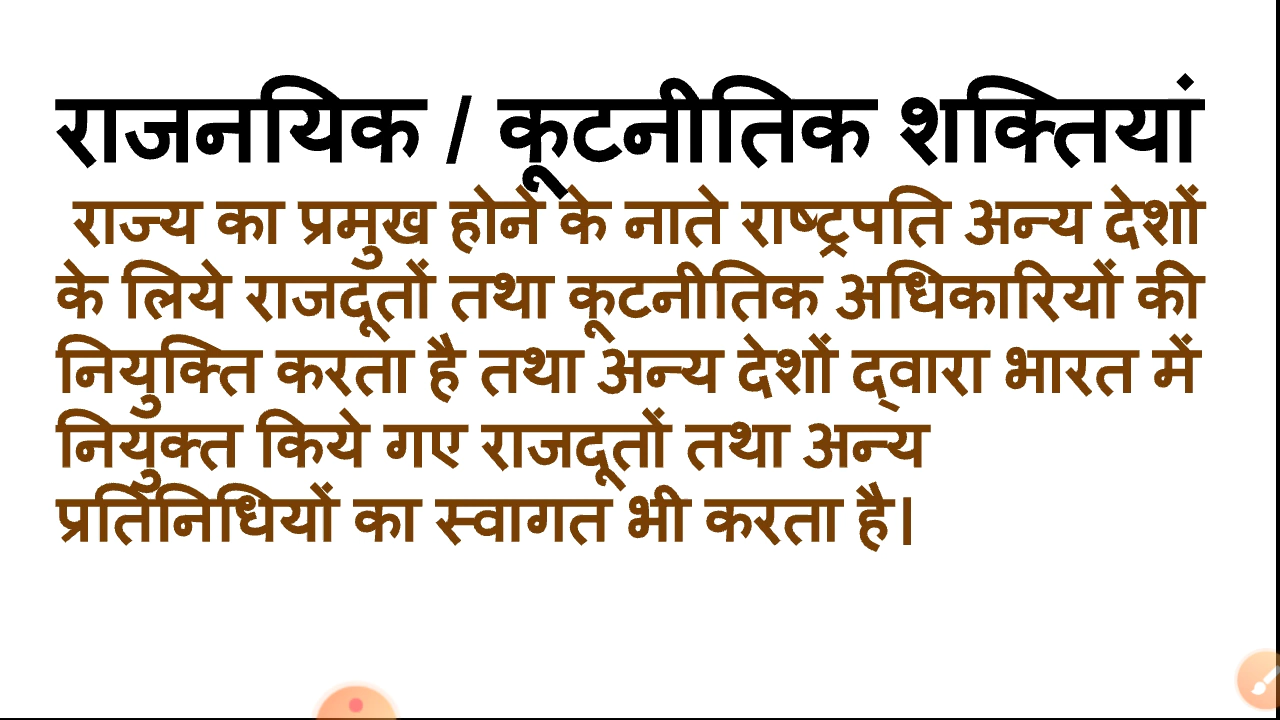 राजनयिक / कूटनीतिक शक्तियां
राज्य का प्रमुख होने के नाते राष्ट्रपति अन्य देशों
के लिये राजदूतों तथा कूटनीतिक अधिकारियों की
नियुक्ति करता है तथा अन्य देशों द्वारा भारत में
नियुक्त किये गए राजदूतों तथा अन्य
प्रतिनिधियों का स्वागत भी करता है।